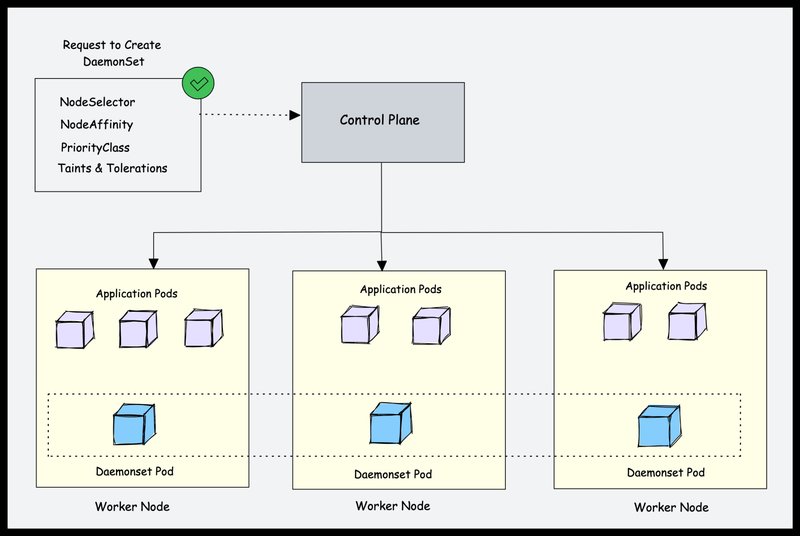 Request to Create
DaemonSet
NodeSelector
NodeAffinity
PriorityClass
Taints & Tolerations
Control Plane
Application Pods
Application Pods
Application Pods
Daemonset Pod
Daemonset Pod
Daemonset Pod
Worker Node
Worker Node
Worker Node